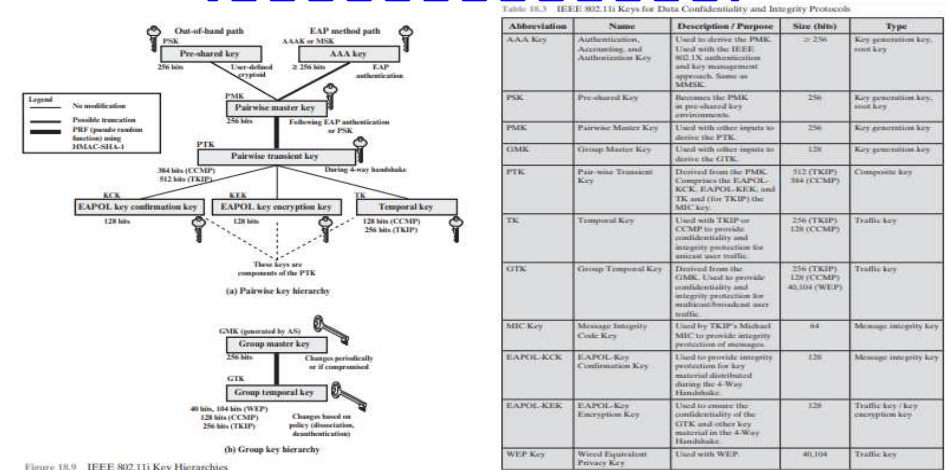 Out-of-band path
EAP method path
PSK
AAAK or MSK
Pre-shared key
AAA key
256 bits
User-defined
cryptoid
≥ 256 bits
EAP
authentication
Legend
No modification
Possible truncation
PRF (pseudo random
function) using
HMAC-SHA-1
PMK
Pairwise master key
256 bits
Following EAP authentication
or PSK
PTK
Pairwise transient key
384 bits (CCMP)
512 bits (TKIP)
During 4-way handshake
KCK
KEK
TK
EAPOL key confirmation key
EAPOL key encryption key
Temporal key
128 bits
128 bits
128 bits (CCMP)
256 bits (TKIP)
These keys are
components of the PTK
(a) Pairwise key hierarchy
GMK (generated by AS)
Group master key
256 bits
Changes periodically
or if compromised
GTK
Group temporal key
40 bits, 104 bits (WEP)
128 bits (CCMP)
256 bits (TKIP)
Changes based on
policy (dissociation,
deauthentication)
(b) Group key hierarchy
Figure 18.9 IEEE 802.11i Key Hierarchies
Table 18.3 IEEE 802.11i Keys for Data Confidentiality and Integrity Protocols
Abbreviation Name Description / Purpose Size (bits) Type
AAA Key Authentication, Used to derive the PMK. ≥ 256 Key generation key,
Accounting, and Used with the IEEE root key
Authorization Key 802.1X authentication
and key management
approach. Same as
MMSK.
PSK Pre-shared Key Becomes the PMK 256 Key generation key,
in pre-shared key root key
environments.
PMK Pairwise Master Key Used with other inputs to 256 Key generation key
derive the PTK.
GMK Group Master Key Used with other inputs to 128 Key generation key
derive the GTK.
PTK Pair-wise Transient Derived from the PMK. 512 (TKIP) Composite key
Key Comprises the EAPOL- 384 (CCMP)
KCK, EAPOL-KEK, and
TK and (for TKIP) the
MIC key.
TK Temporal Key Used with TKIP or 256 (TKIP) Traffic key
CCMP to provide 128 (CCMP)
confidentiality and
integrity protection for
unicast user traffic.
GTK Group Temporal Key Derived from the 256 (TKIP) Traffic key
GMK. Used to provide 128 (CCMP)
confidentiality and 40,104 (WEP)
integrity protection for
multicast/broadcast user
traffic.
MIC Key Message Integrity Used by TKIP's Michael 64 Message integrity key
Code Key MIC to provide integrity
protection of messages.
EAPOL-KCK EAPOL-Key Used to provide integrity 128 Message integrity key
Confirmation Key protection for key
material distributed
during the 4-Way
Handshake.
EAPOL-KEK EAPOL-Key Used to ensure the 128 Traffic key / key
Encryption Key confidentiality of the encryption key
GTK and other key
material in the 4-Way
Handshake.
WEP Key Wired Equivalent Used with WEP. 40,104 Traffic key
Privacy Key